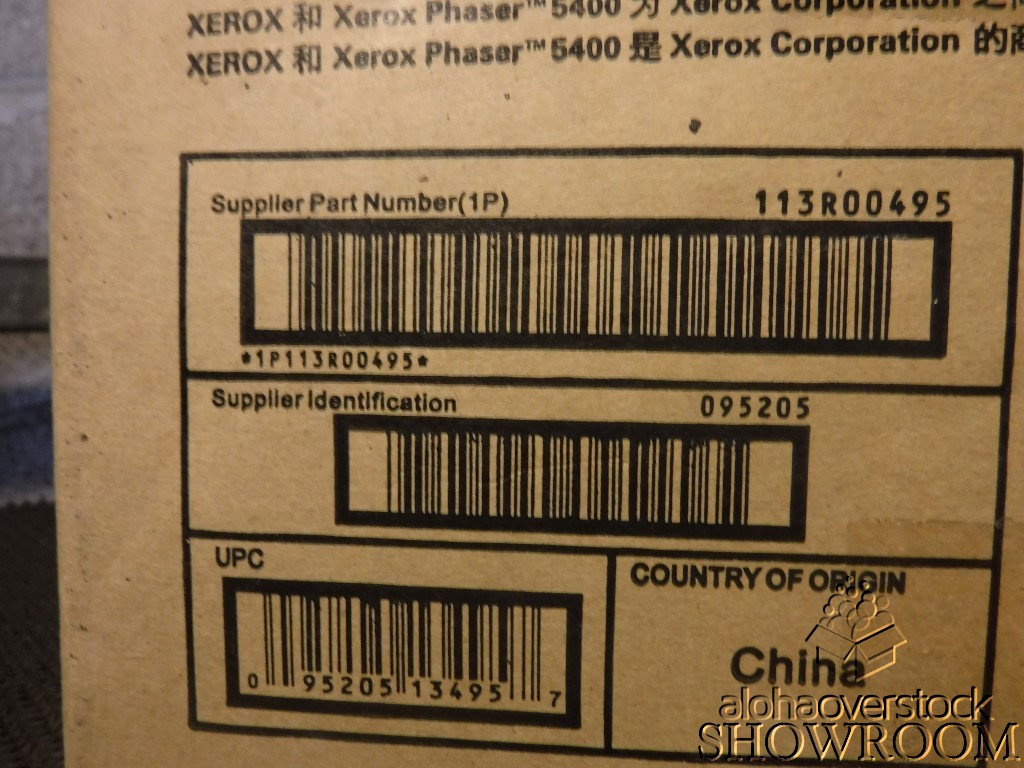 XEROX 和 Xerox Phaser™ 5400 为 Xerox Corporation
XEROX 和 Xerox Phaser™ 5400 是 Xerox Corporation 的商
Supplier Part Number(1P) 113R00495
*1P113R00495*
Supplier Identification 095205
UPC
COUNTRY OF ORIGIN
China
0 95205 13495 7
alohaoverstock
SHOWROOM